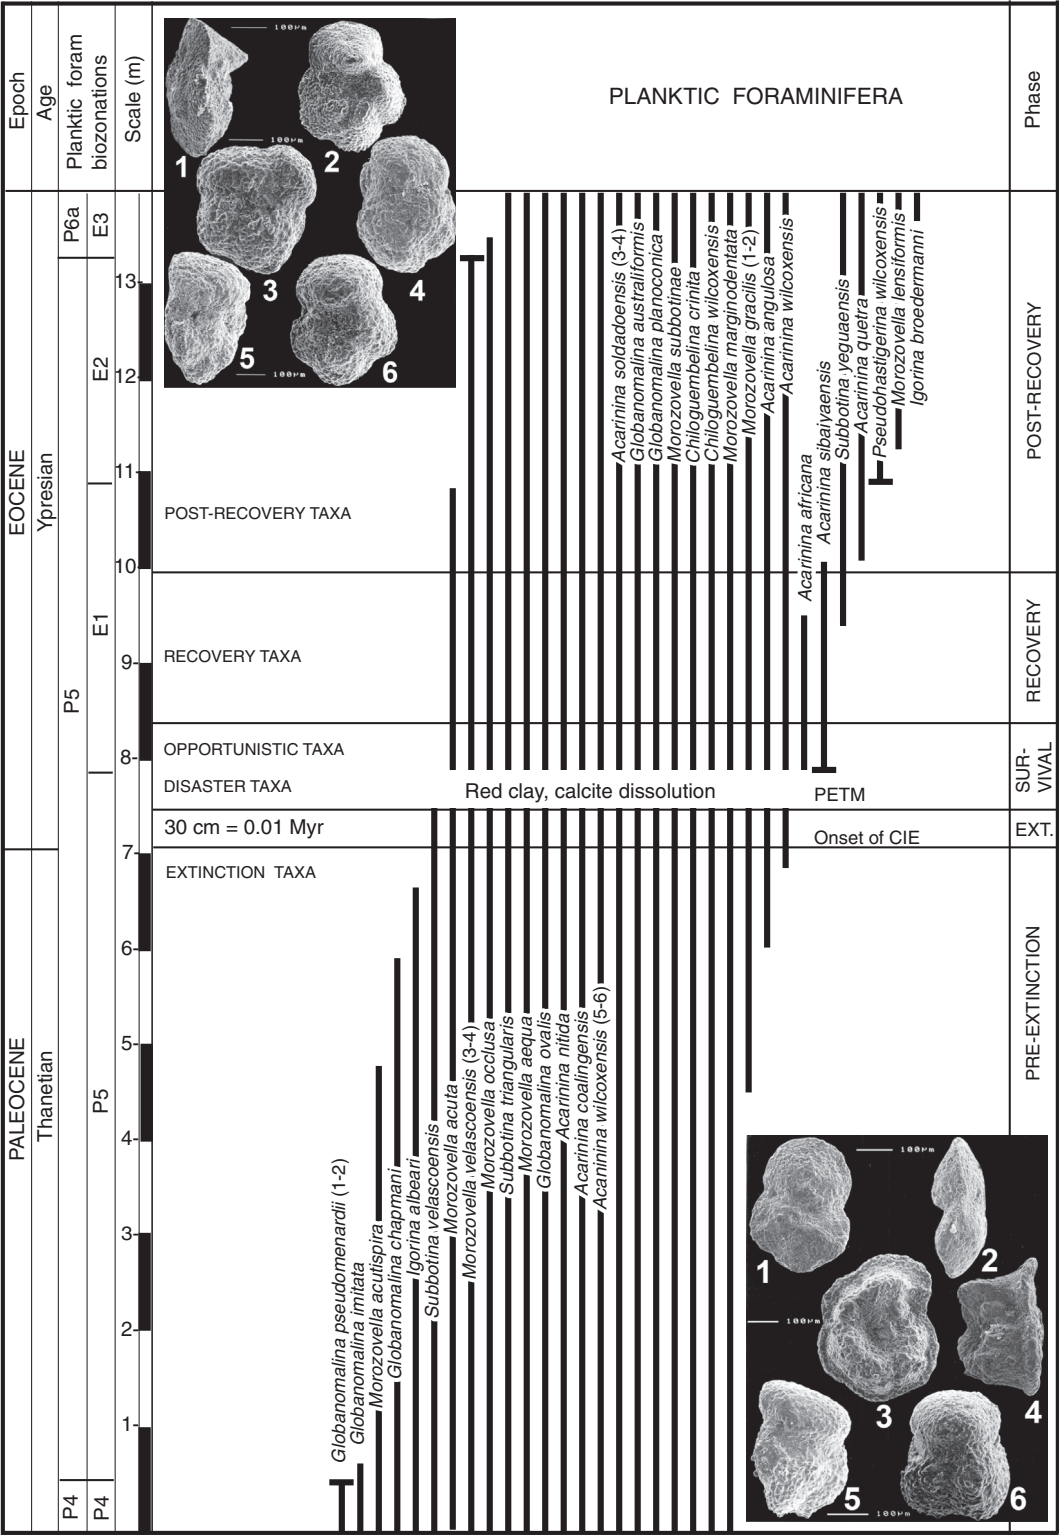 Epoch
Age
Planktic foram
biozonations
Scale (m)
PLANKTIC FORAMINIFERA
Phase
100µm
100µm
1
2
3
4
5
6
100µm
EOCENE
PALEOCENE
Ypresian
Thanetian
P6a
P5
P4
E3
E2
E1
P5
P4
13
12
11
10
9
8
7
6
5
4
3
2
1
POST-RECOVERY TAXA
RECOVERY TAXA
OPPORTUNISTIC TAXA
DISASTER TAXA
Red clay, calcite dissolution
PETM
30 cm = 0.01 Myr
Onset of CIE
EXTINCTION TAXA
Globanomalina pseudomenardii (1-2)
Globanomalina imitata
Morozovella acutispira
Globanomalina chapmani
Igorina albeari
Subbotina velascoensis
Morozovella acuta
Morozovella velascoensis (3-4)
Morozovella occlusa
Subbotina triangularis
Morozovella aequa
Globanomalina ovalis
Acarinina nitida
Acarinina coalingensis
Acaninina wilcoxensis (5-6)
Acarinina soldadoensis (3-4)
Globanomalina australiformis
Globanomalina planoconica
Morozovella subbotinae
Chiloguembelina crinita
Chiloguembelina wilcoxensis
Morozovella marginodentata
Morozovella gracilis (1-2)
Acarinina angulosa
Acarinina wilcoxensis
Acarinina africana
Acarinina sibaiyaensis
Subbotina yeguaensis
Acarinina quetra
Pseudohastigerina wilcoxensis
Morozovella lensiformis
Igorina broedermanni
POST-RECOVERY
RECOVERY
SUR-
VIVAL
EXT.
PRE-EXTINCTION
100µm
1
2
100µm
3
4
5
6
100µm